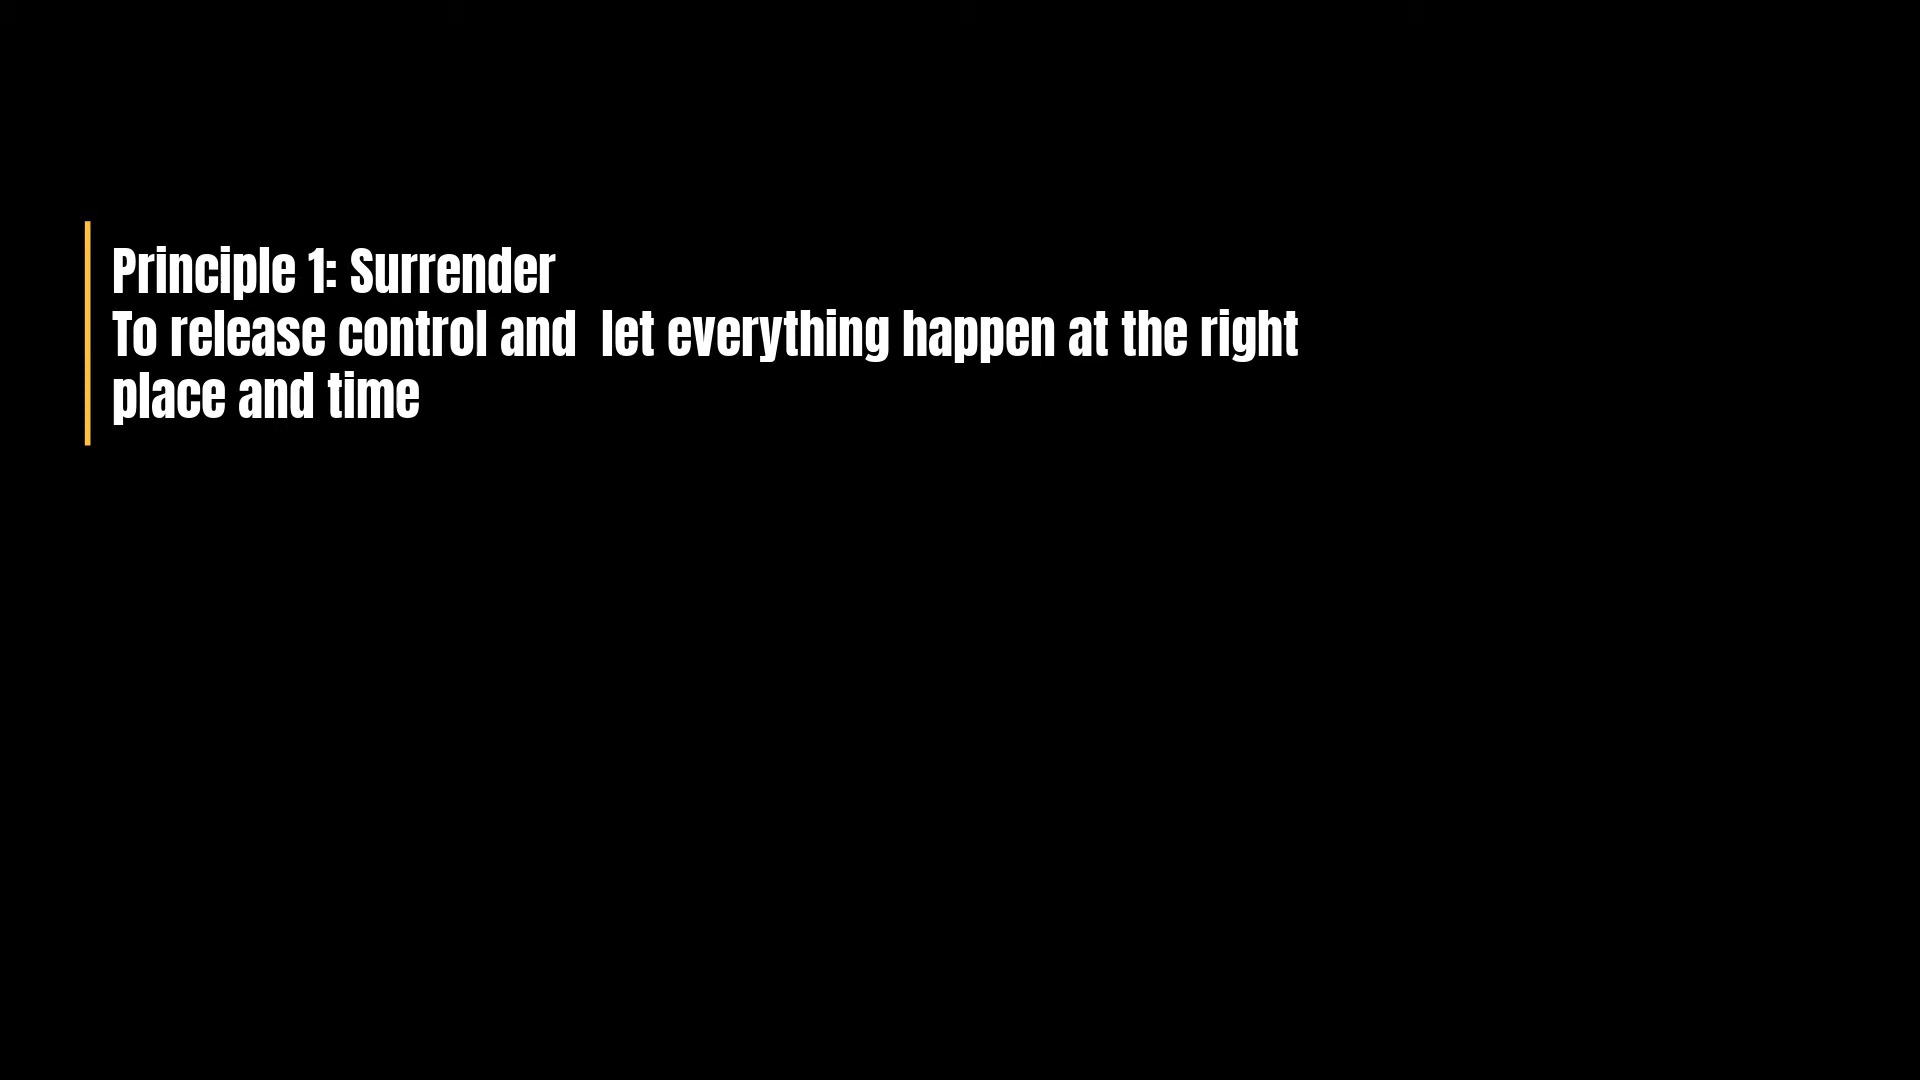 Principle 1: Surrender
To release control and  let everything happen at the right
place and time